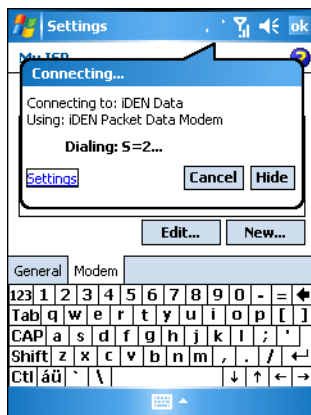 Settings ok
My ISP
Connecting...
Connecting to: iDEN Data
Using: iDEN Packet Data Modem
Dialing: S=2...
Settings Cancel Hide
Edit... New...
General Modem
123 1 2 3 4 5 6 7 8 9 0 - =
Tab q w e r t y u i o p [ ]
CAP a s d f g h j k l ; '
Shift z x c v b n m , . /
Ctl áü ` \